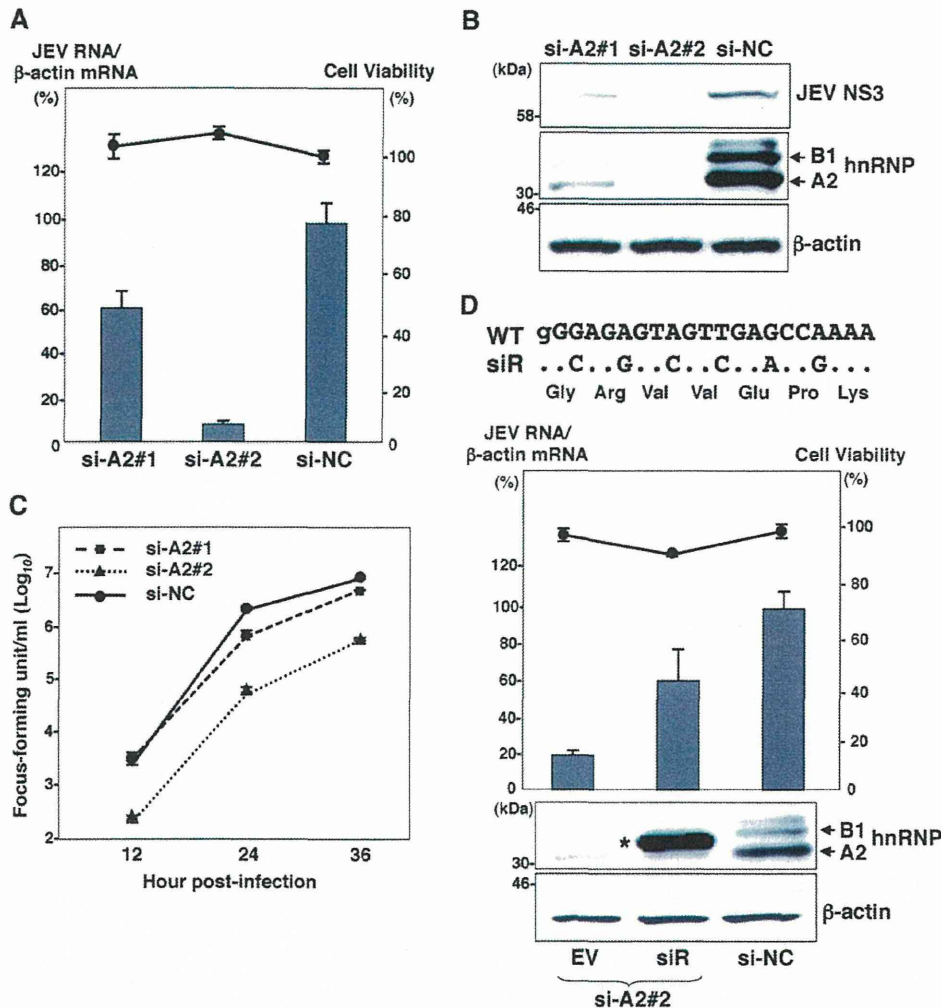 A
JEV RNA/
β-actin mRNA
(%)
Cell Viability
(%)
120
100
80
60
40
20
0
100
80
60
40
20
0
si-A2#1 si-A2#2 si-NC
B
si-A2#1 si-A2#2 si-NC
(kDa)
58
JEV NS3
B1
hnRNP
A2
30
46
β-actin
C
si-A2#1
si-A2#2
si-NC
Focus-forming unit/ml (Log10)
7
6
5
4
3
2
12 24 36
Hour post-infection
D
WT gGGAGAGTAGTTGAGCCAAAA
siR ..C..G..C..C..A..G...
Gly Arg Val Val Glu Pro Lys
JEV RNA/
β-actin mRNA
(%)
Cell Viability
(%)
120
100
80
60
40
20
0
100
80
60
40
20
0
(kDa)
*
B1
hnRNP
A2
30
46
β-actin
EV siR si-NC
si-A2#2